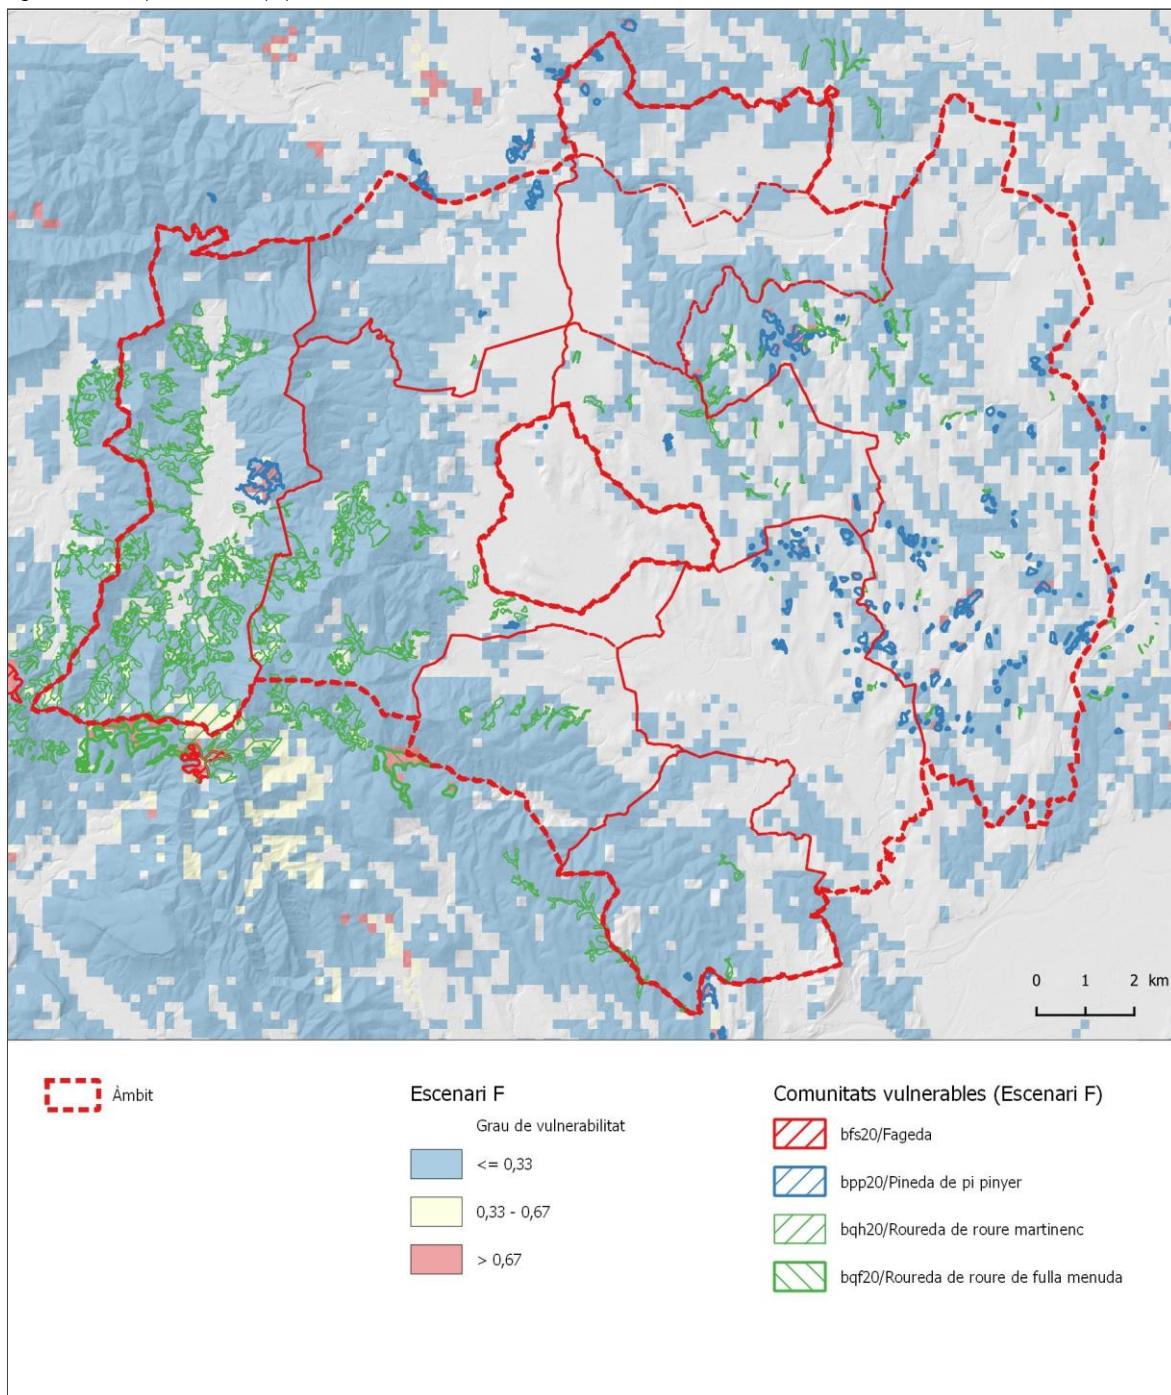 0 1 2 km
Àmbit
Escenari F
Grau de vulnerabilitat
<= 0,33
0,33 - 0,67
> 0,67
Comunitats vulnerables (Escenari F)
bfs20/Fageda
bpp20/Pineda de pi pinyer
bqh20/Roureda de roure martinenc
bqf20/Roureda de roure de fulla menuda